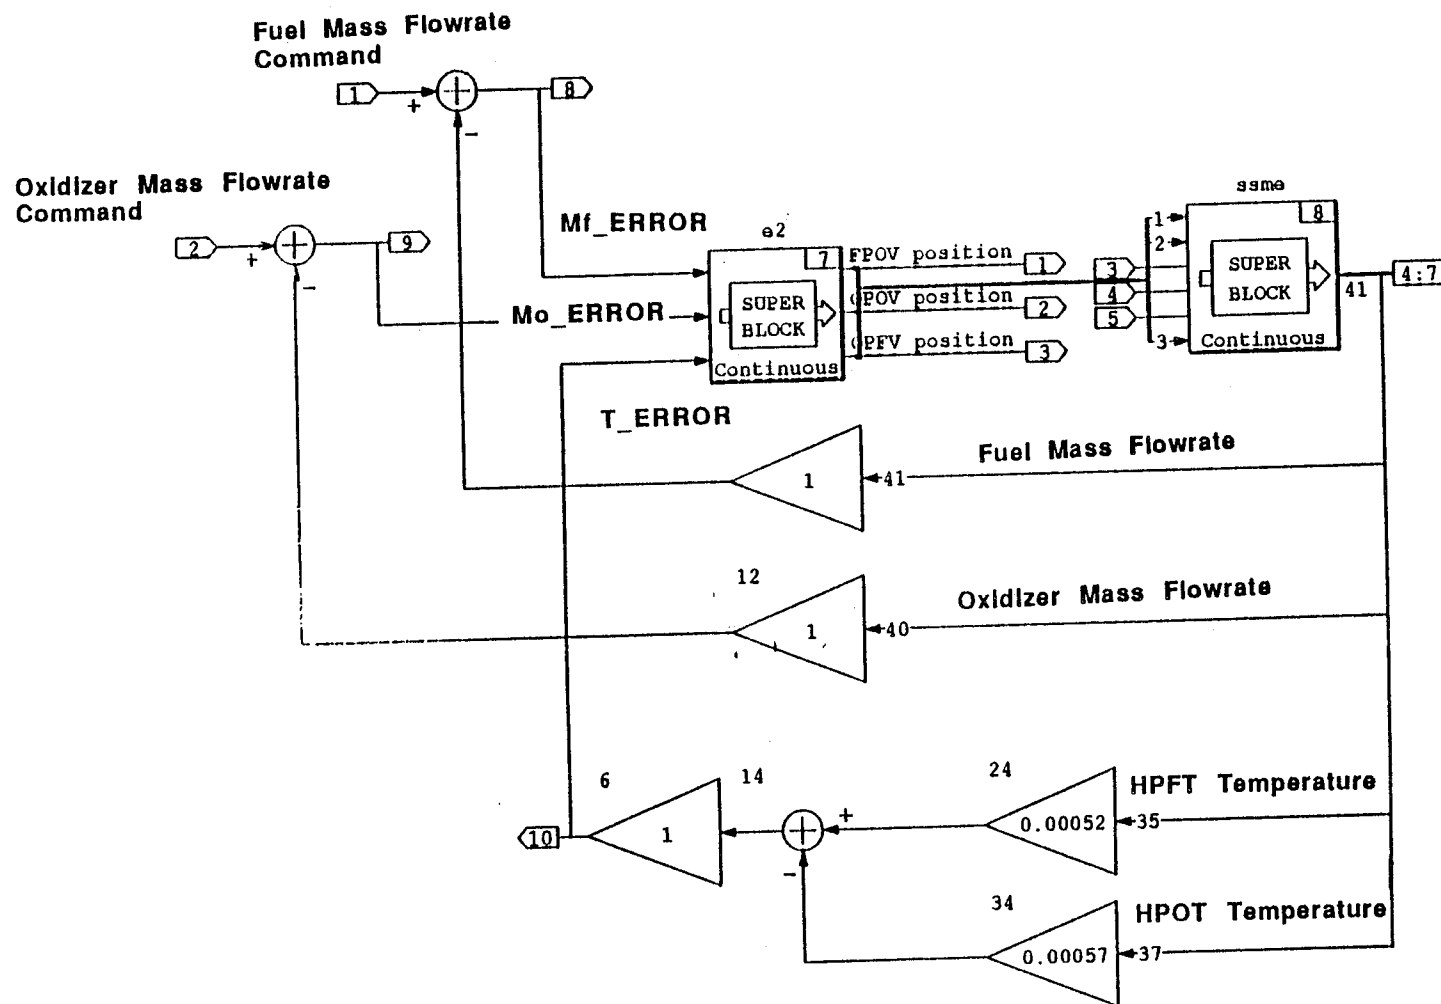 Fuel Mass Flowrate
Command
1
+
8
-
Oxidizer Mass Flowrate
Command
2
+
9
-
Mf_ERROR
Mo_ERROR
T_ERROR
e2
7
SUPER
BLOCK
Continuous
FPOV position
1
OPOV position
2
OPFV position
3
ssme
8
1
2
3
4
5
3
SUPER
BLOCK
Continuous
41
4:7
Fuel Mass Flowrate
1
41
12
Oxidizer Mass Flowrate
1
40
6
14
24
HPFT Temperature
10
1
+
-
0.00052
35
34
HPOT Temperature
0.00057
37